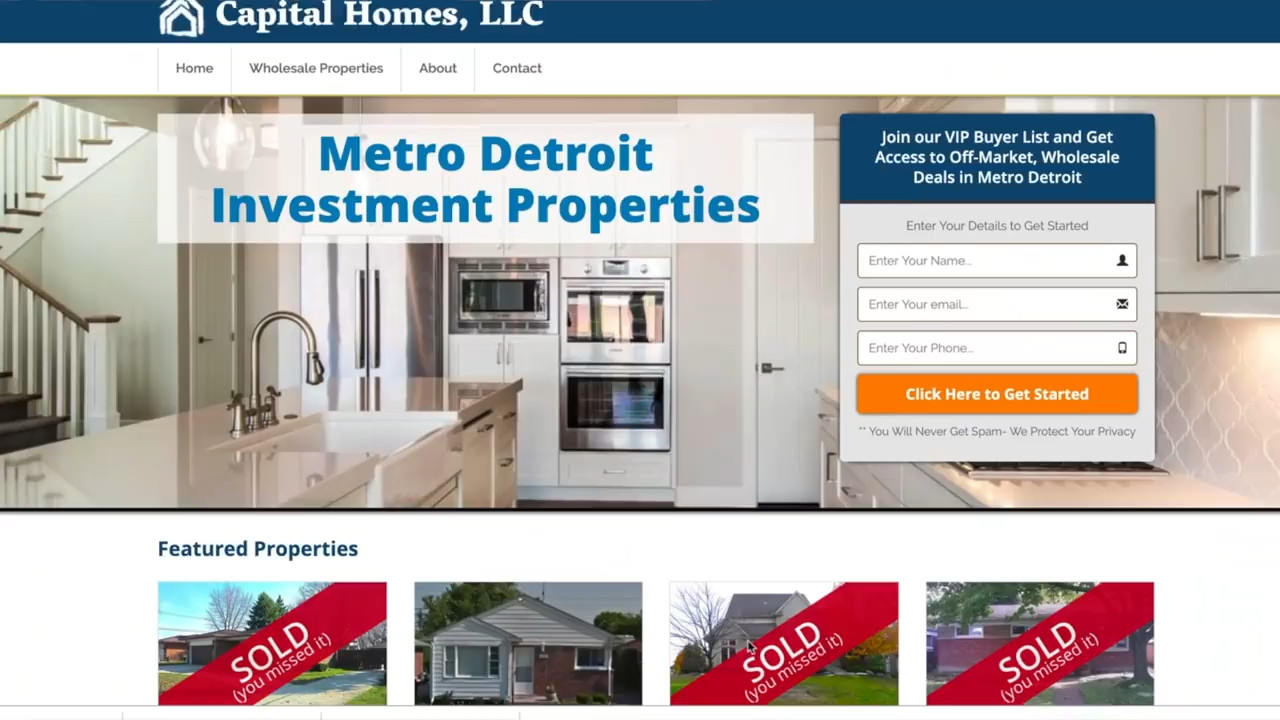 Capital Homes, LLC
Home
Wholesale Properties
About
Contact
Metro Detroit
Investment Properties
Join our VIP Buyer List and Get
Access to Off-Market, Wholesale
Deals in Metro Detroit
Enter Your Details to Get Started
Enter Your Name...
Enter Your email...
Enter Your Phone...
Click Here to Get Started
** You Will Never Get Spam- We Protect Your Privacy
Featured Properties
SOLD
(you missed it)
SOLD
(you missed it)
SOLD
(you missed it)